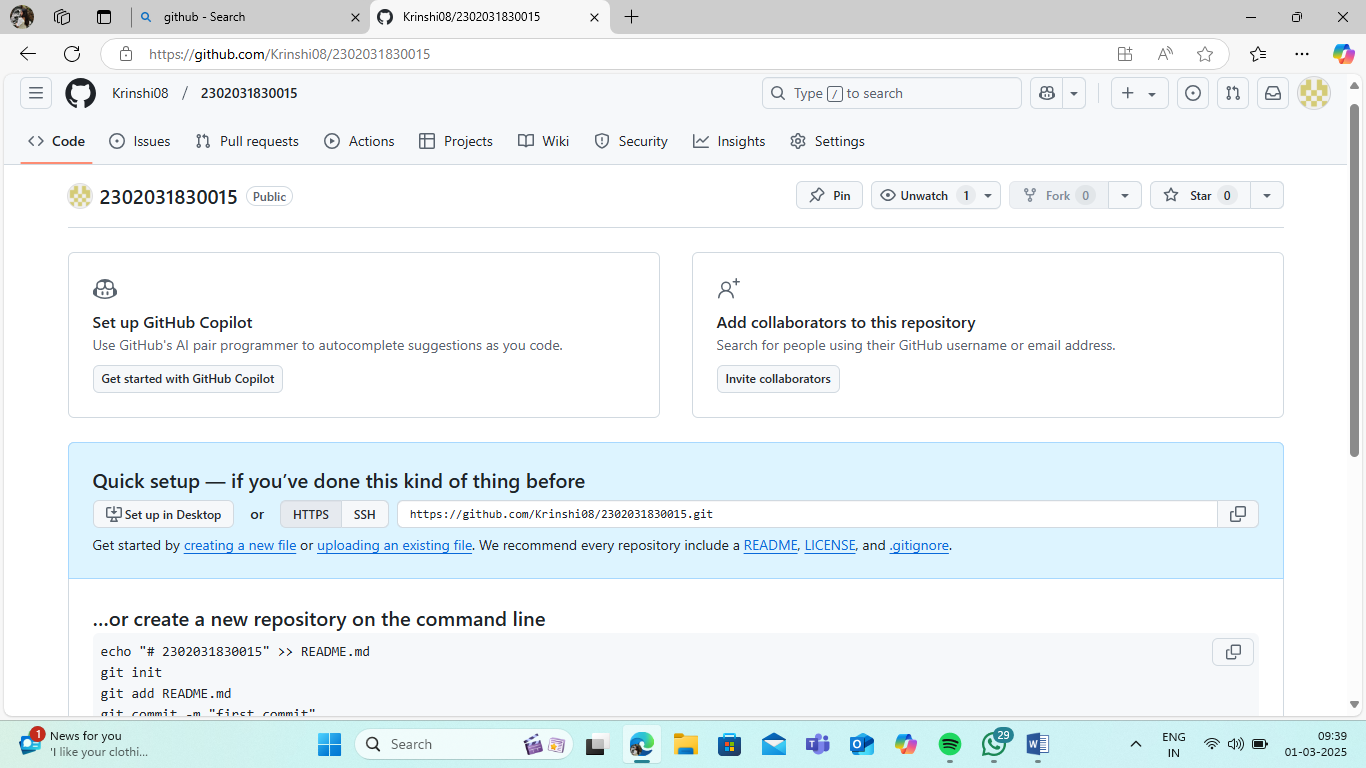 github - Search
Krinshi08/2302031830015
https://github.com/Krinshi08/2302031830015
Krinshi08 / 2302031830015
Type / to search
Code Issues Pull requests Actions Projects Wiki Security Insights Settings
2302031830015 Public
Pin Unwatch 1 Fork 0 Star 0
Set up GitHub Copilot
Use GitHub's AI pair programmer to autocomplete suggestions as you code.
Get started with GitHub Copilot
Add collaborators to this repository
Search for people using their GitHub username or email address.
Invite collaborators
Quick setup — if you’ve done this kind of thing before
Set up in Desktop or HTTPS SSH https://github.com/Krinshi08/2302031830015.git
Get started by creating a new file or uploading an existing file. We recommend every repository include a README, LICENSE, and .gitignore.
...or create a new repository on the command line
echo "# 2302031830015" >> README.md
git init
git add README.md
git commit -m "first commit"
1 News for you
'I like your clothi...
Search
29
ENG
IN
09:39
01-03-2025